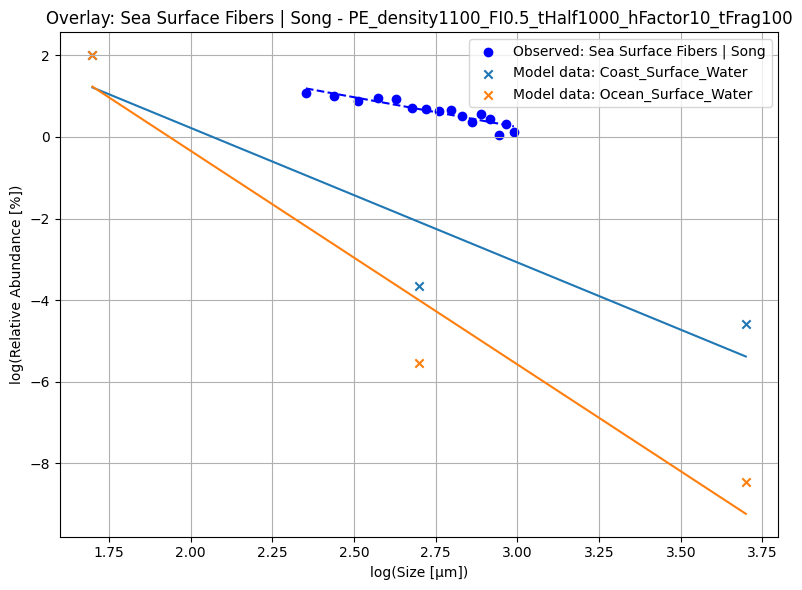 Overlay: Sea Surface Fibers | Song - PE_density1100_FI0.5_tHalf1000_hFactor10_tFrag100
Observed: Sea Surface Fibers | Song
Model data: Coast_Surface_Water
Model data: Ocean_Surface_Water
log(Relative Abundance [%])
2
0
−2
−4
−6
−8
1.75 2.00 2.25 2.50 2.75 3.00 3.25 3.50 3.75
log(Size [μm])